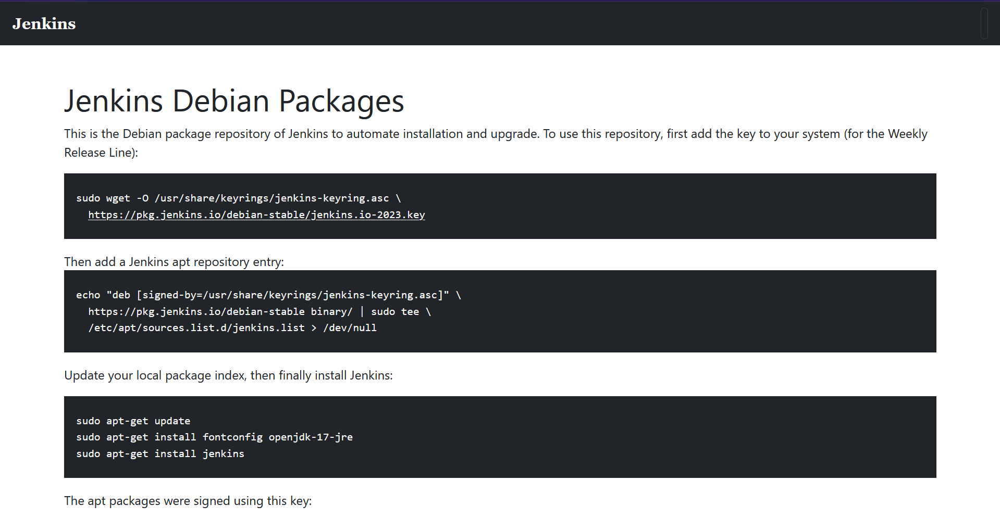 Jenkins
Jenkins Debian Packages
This is the Debian package repository of Jenkins to automate installation and upgrade. To use this repository, first add the key to your system (for the Weekly
Release Line):
sudo wget -O /usr/share/keyrings/jenkins-keyring.asc \
https://pkg.jenkins.io/debian-stable/jenkins.io-2023.key
Then add a Jenkins apt repository entry:
echo "deb [signed-by=/usr/share/keyrings/jenkins-keyring.asc]" \
https://pkg.jenkins.io/debian-stable binary/ | sudo tee \
/etc/apt/sources.list.d/jenkins.list > /dev/null
Update your local package index, then finally install Jenkins:
sudo apt-get update
sudo apt-get install fontconfig openjdk-17-jre
sudo apt-get install jenkins
The apt packages were signed using this key: